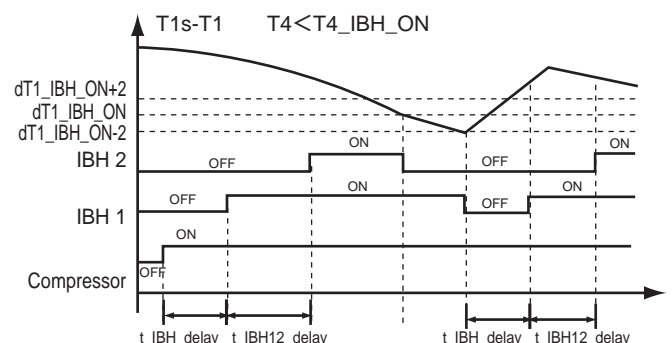 T1s-T1 T4<T4_IBH_ON
dT1_IBH_ON+2
dT1_IBH_ON
dT1_IBH_ON-2
ON ON
IBH 2 OFF OFF
ON ON
OFF OFF
IBH 1
ON
OFF
Compressor
t_IBH_delay t_IBH12_delay t_IBH_delay t_IBH12_delay